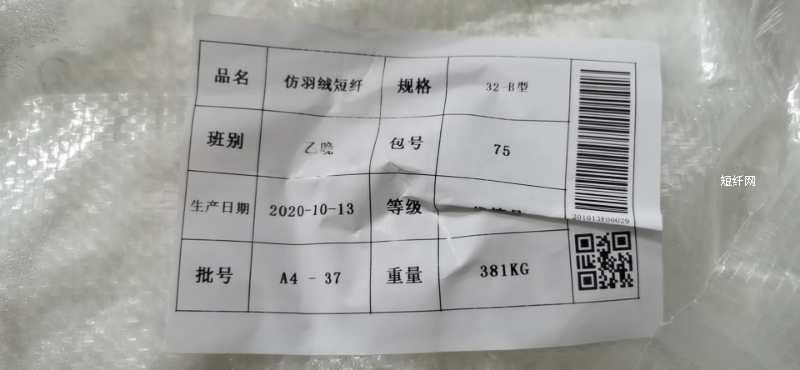 品名 仿羽绒短纤 规格 32-B型
班别 乙晚 包号 75
生产日期 2020-10-13 等级
批号 A4 - 37 重量 381KG
短纤网